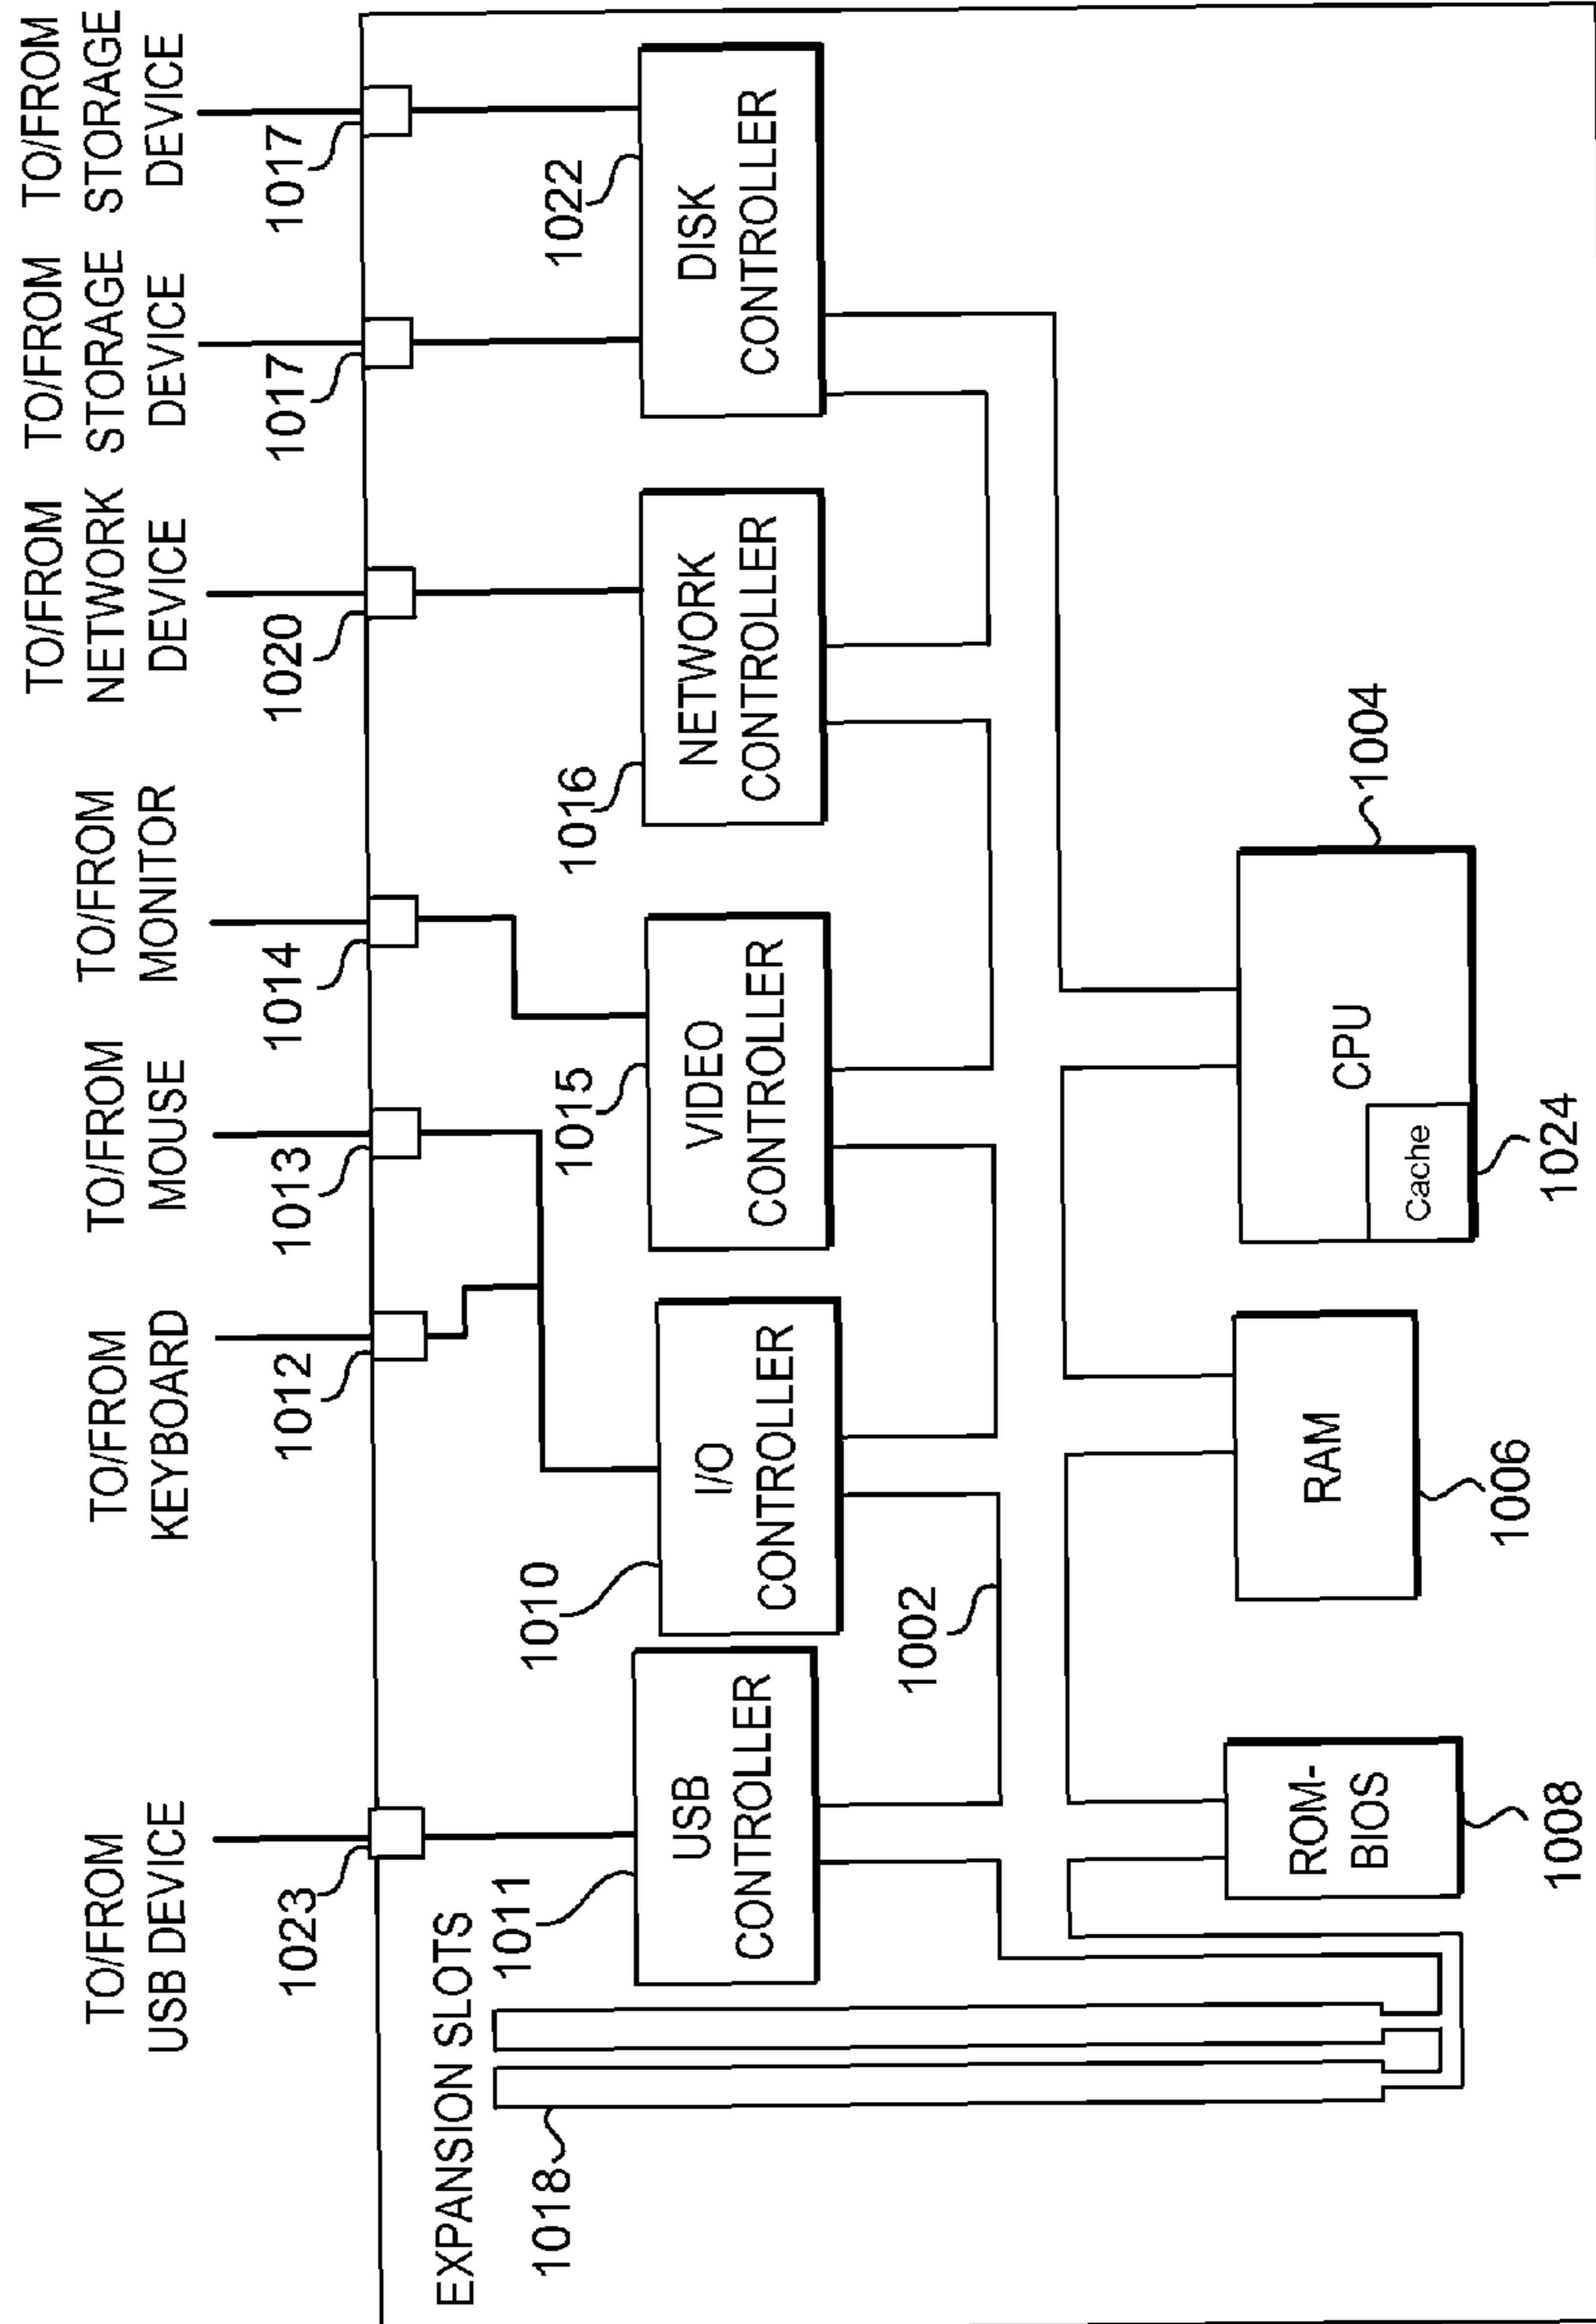 TO/FROM
USB DEVICE
TO/FROM
KEYBOARD
TO/FROM
MOUSE
TO/FROM
MONITOR
TO/FROM
NETWORK
DEVICE
TO/FROM
STORAGE
DEVICE
TO/FROM
STORAGE
DEVICE
1023
1012
1013
1014
1020
1017
1017
EXPANSION SLOTS
1018
1011
USB
CONTROLLER
1010
I/O
CONTROLLER
1015
VIDEO
CONTROLLER
1016
NETWORK
CONTROLLER
1022
DISK
CONTROLLER
1002
ROM-
BIOS
1008
RAM
1006
CPU
Cache
1024
1004